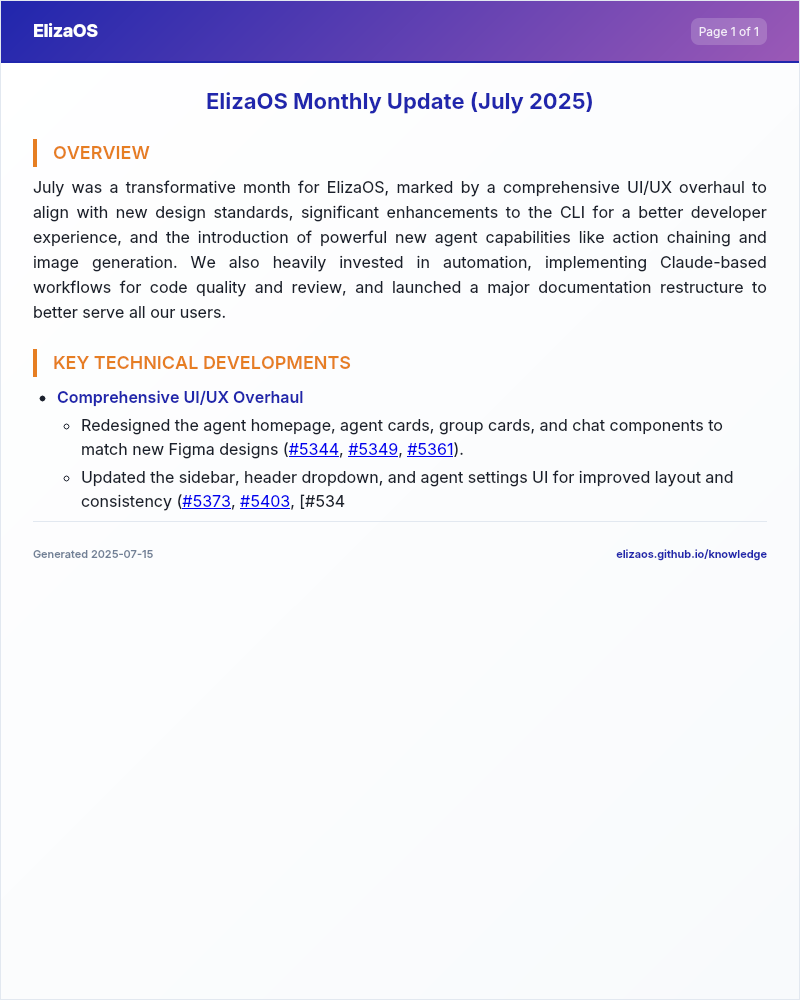 ElizaOS
Page 1 of 1
ElizaOS Monthly Update (July 2025)
OVERVIEW
July was a transformative month for ElizaOS, marked by a comprehensive UI/UX overhaul to
align with new design standards, significant enhancements to the CLI for a better developer
experience, and the introduction of powerful new agent capabilities like action chaining and
image generation. We also heavily invested in automation, implementing Claude-based
workflows for code quality and review, and launched a major documentation restructure to
better serve all our users.
KEY TECHNICAL DEVELOPMENTS
• Comprehensive UI/UX Overhaul
◦ Redesigned the agent homepage, agent cards, group cards, and chat components to
match new Figma designs (#5344, #5349, #5361).
◦ Updated the sidebar, header dropdown, and agent settings UI for improved layout and
consistency (#5373, #5403, [#534
Generated 2025-07-15
elizaos.github.io/knowledge